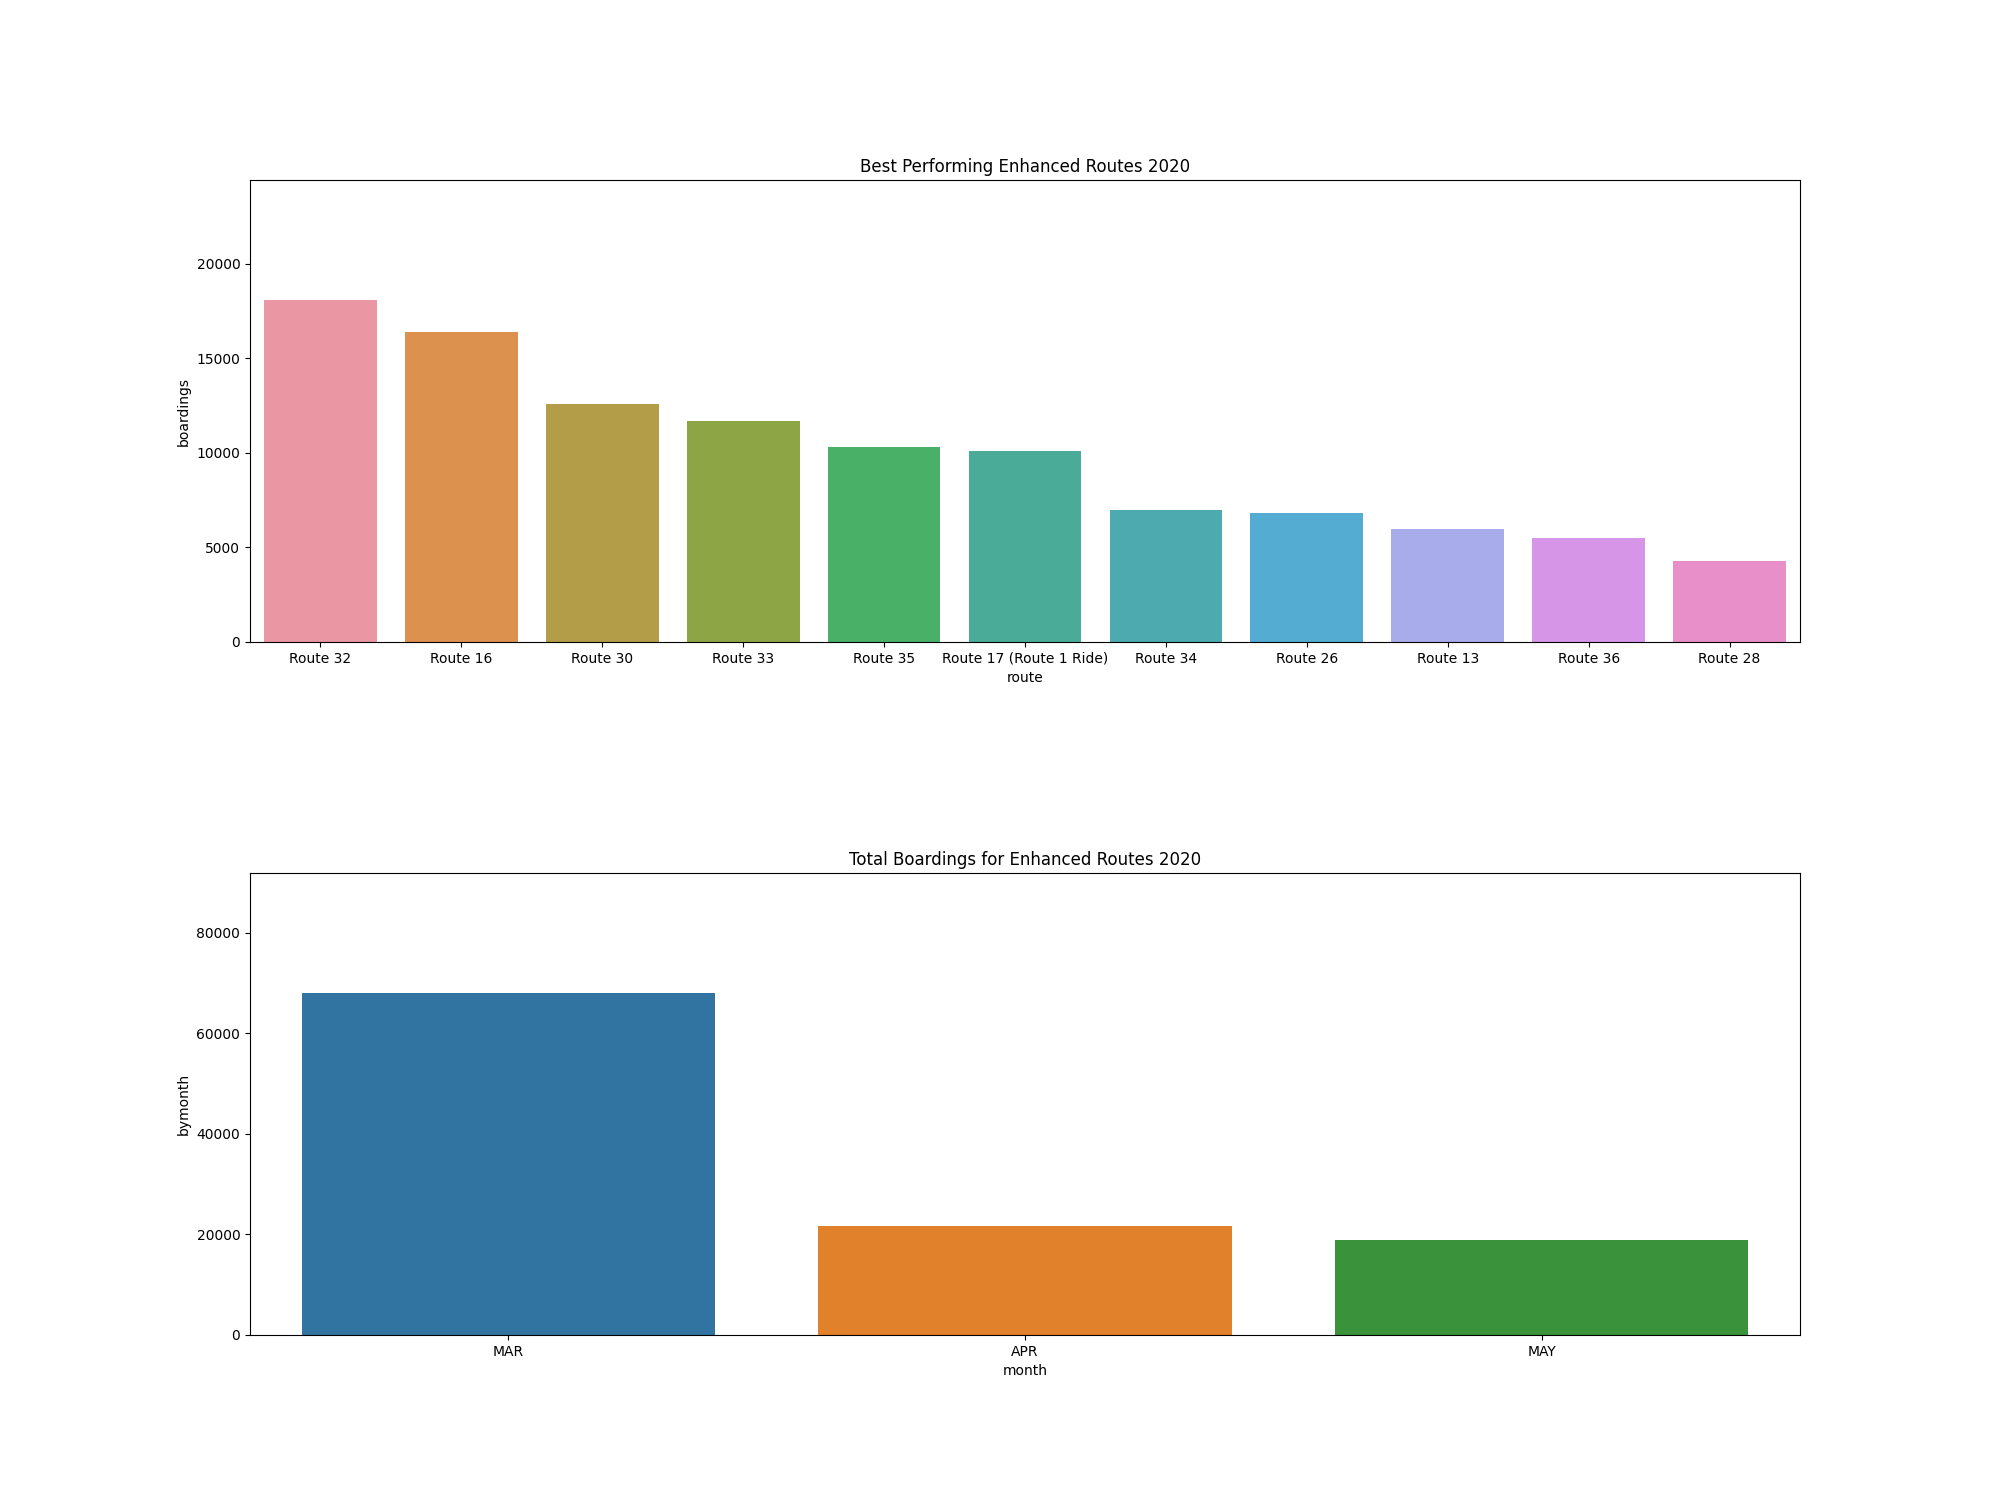 Best Performing Enhanced Routes 2020
20000
15000
10000
5000
0
boardings
Route 32 Route 16 Route 30 Route 33 Route 35 Route 17 (Route 1 Ride) Route 34 Route 26 Route 13 Route 36 Route 28
route
Total Boardings for Enhanced Routes 2020
80000
60000
40000
20000
0
bymonth
MAR APR MAY
month